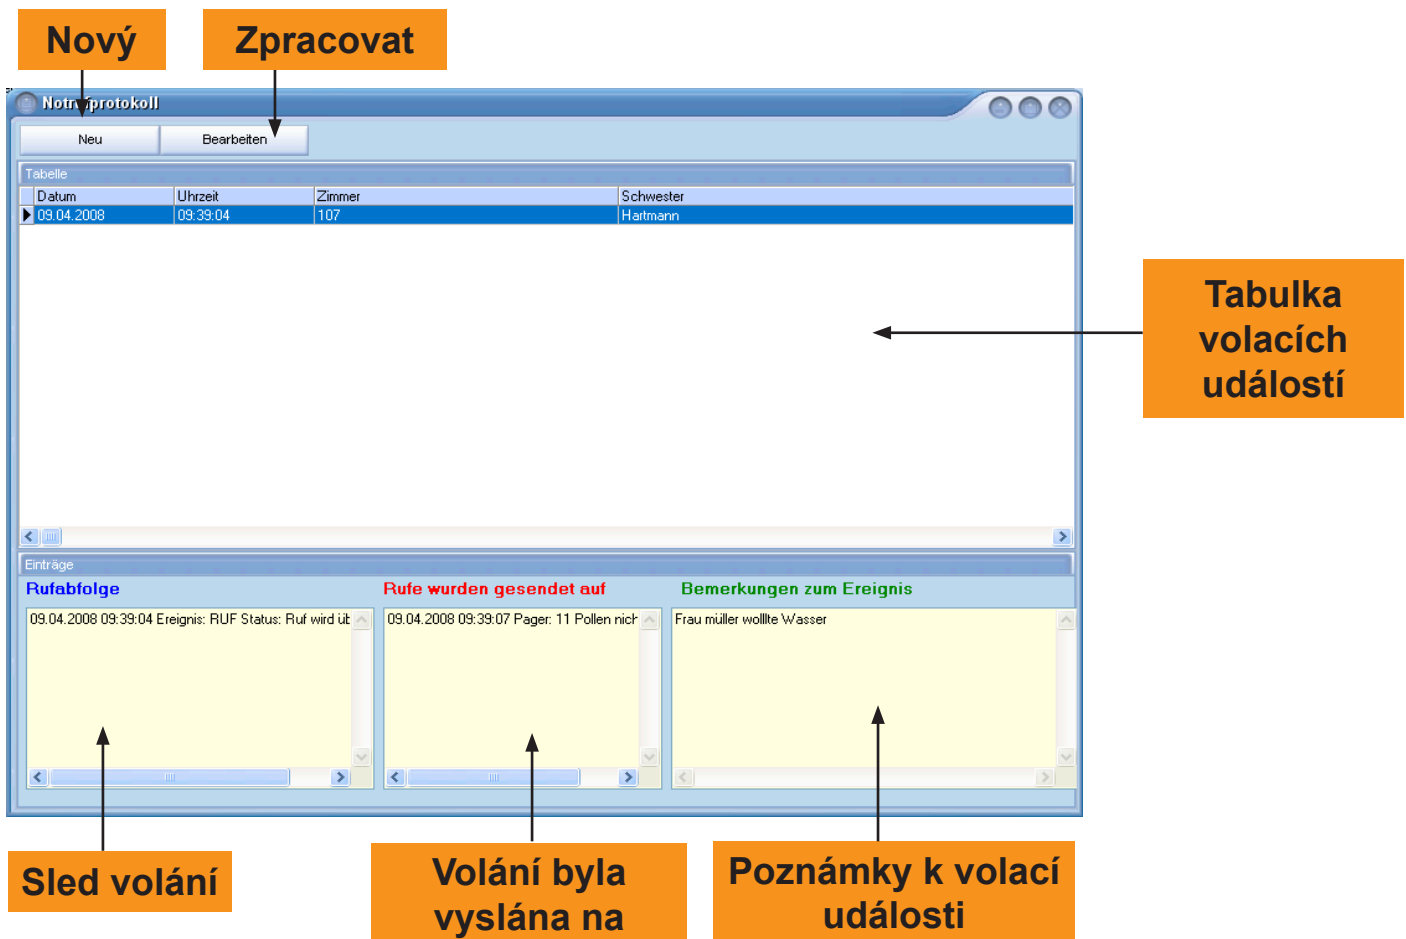 Nový
Zpracovat
Notrufprotokoll
Neu
Bearbeiten
Tabelle
Datum
Uhrzeit
Zimmer
Schwester
09.04.2008
09:39:04
107
Hartmann
Tabulka
volacích
událostí
Einträge
Rufabfolge
Rufe wurden gesendet auf
Bemerkungen zum Ereignis
09.04.2008 09:39:04 Ereignis: RUF Status: Ruf wird üb
09.04.2008 09:39:07 Pager: 11 Pollen nich
Frau müller wolllte Wasser
Sled volání
Volání byla
vyslána na
Poznámky k volací
události